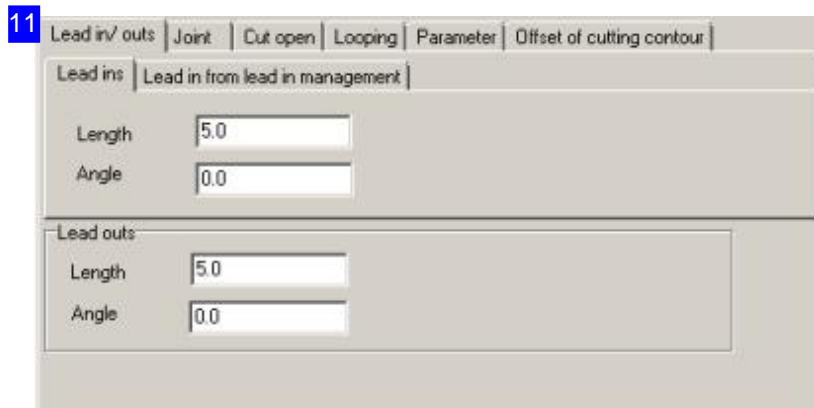 11
Lead in/ outs Joint Cut open Looping Parameter Offset of cutting contour
Lead ins Lead in from lead in management
Length 5.0
Angle 0.0
Lead outs
Length 5.0
Angle 0.0